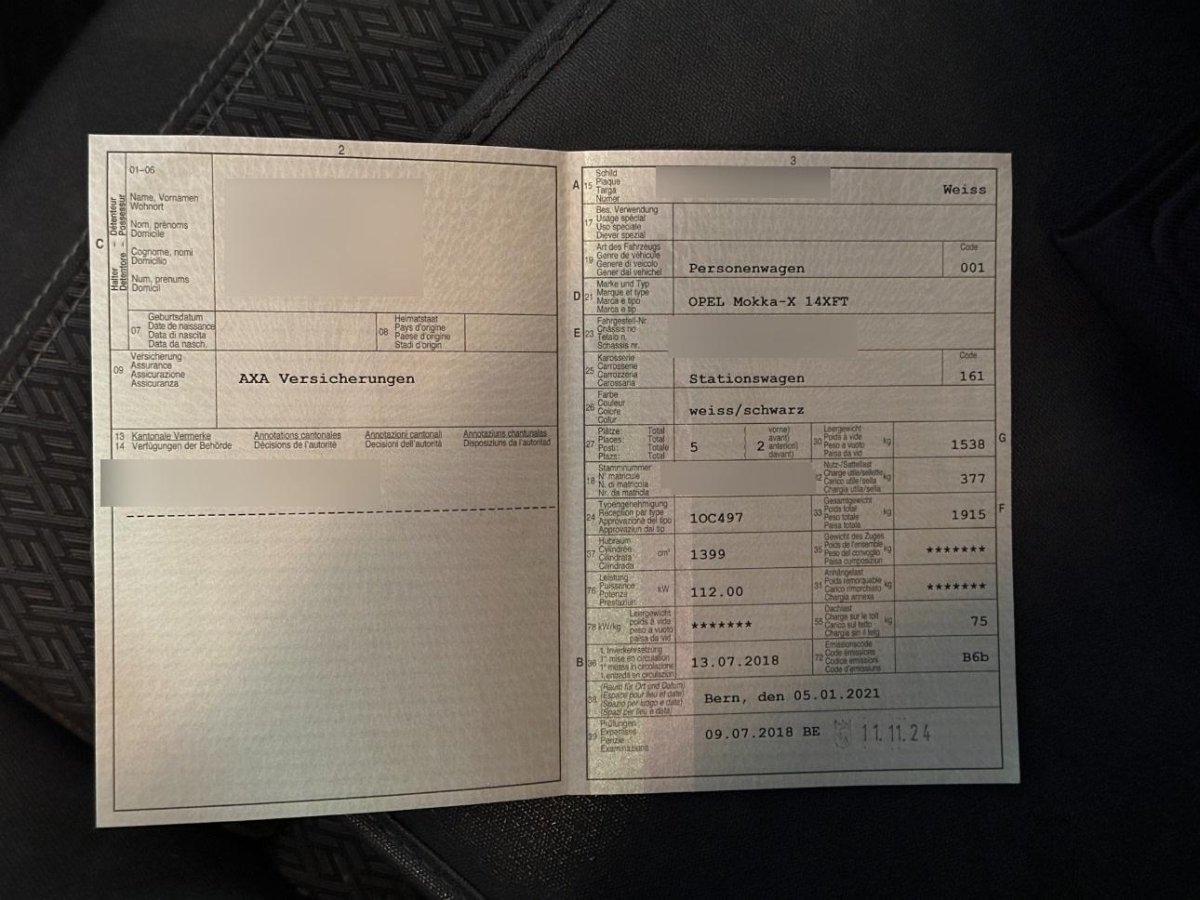 2
01-06
C
Halter - Détenteur
Detentore - Possessur
Name, Vornamen
Wohnort
Nom, prénoms
Domicile
Cognome, nomi
Domicilio
Num, prenums
Domicil
07
Geburtsdatum
Date de naissance
Data di nascita
Data da nasch.
08
Heimatstaat
Pays d'origine
Paese d'origine
Stadi d'origin
09
Versicherung
Assurance
Assicurazione
Assicuranza
AXA Versicherungen
13 Kantonale Vermerke Annotations cantonales Annotazioni cantonali Annotaziuns chantunalas
14 Verfügungen der Behörde Décisions de l'autorité Decisioni dell'autorità Disposiziuns da l'autoritad
3
A 15
Schild
Plaque
Targa
Numer
Weiss
17
Bes. Verwendung
Usage spécial
Uso speciale
Diever spezial
19
Art des Fahrzeugs
Genre de véhicule
Genere di veicolo
Gener dal vehichel
Personenwagen
Code
001
D 21
Marke und Typ
Marque et type
Marca e tipo
Marca e tip
OPEL Mokka-X 14XFT
E 23
Fahrgestell-Nr.
Châssis no
Telaio n.
Schassis nr.
25
Karosserie
Carrosserie
Carrozzeria
Carossaria
Stationswagen
Code
161
26
Farbe
Couleur
Colore
Colur
weiss/schwarz
27
Plätze: Total
Places: Total
Posti: Totale
Plazs: Total
5
( vorne)
avant)
( 2 anteriori)
davant)
30
Leergewicht
Poids à vide
Peso a vuoto
Paisa da vid
kg
1538
G
18
Stammnummer
N° matricule
N. di matricola
Nr. da matricla
32
Nutz-/Sattellast
Charge utile/sellette
Carico utile/sella
Chargia utila/sella
kg
377
24
Typengenehmigung
Réception par type
Approvazione del tipo
Approvaziun dal tip
1OC497
33
Gesamtgewicht
Poids total
Peso totale
Paisa totala
kg
1915
F
37
Hubraum
Cylindrée
Cilindrata
Cilindrada
cm³
1399
35
Gewicht des Zuges
Poids de l'ensemble
Peso del convoglio
Paisa cumposiziun
kg
*******
76
Leistung
Puissance
Potenza
Prestaziun
kW
112.00
31
Anhängelast
Poids remorquable
Carico rimorchiato
Chargia annexa
kg
*******
78 kW/kg
Leergewicht
poids à vide
peso a vuoto
paisa da vid
*******
55
Dachlast
Charge sur le toit
Carico sul tetto
Chargia sin il tetg
kg
75
B 36
1. Inverkehrsetzung
1re mise en circulation
1a messa in circolazione
13.07.2018
72
Emissionscode
Code émissions
Codice emissioni
Code d'emissiuns
B6b
38
(Raum für Ort und Datum)
(Espace pour lieu et date)
(Spazio per luogo e data)
(Spazi per lieu e data)
Bern, den 05.01.2021
39
Prüfungen
Expertises
Perizie
Examinaziuns
09.07.2018 BE 11.11.24